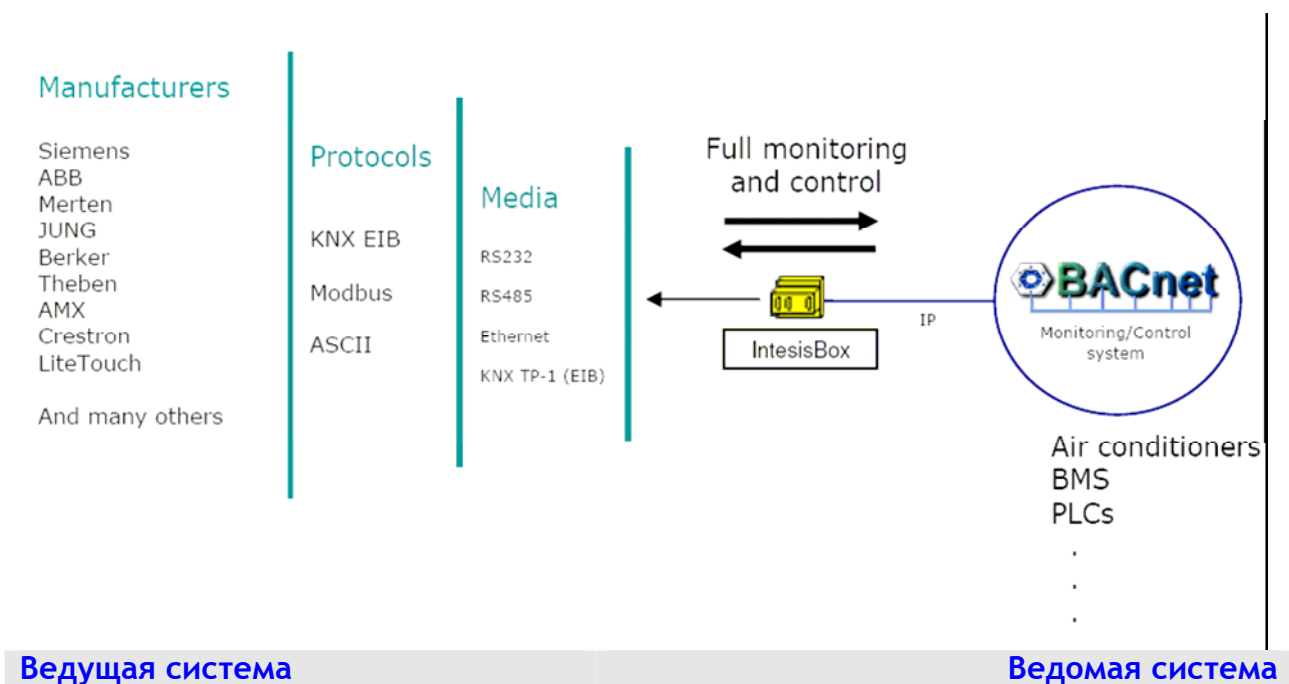 Manufacturers
Siemens
ABB
Merten
JUNG
Berker
Theben
AMX
Crestron
LiteTouch
And many others
Protocols
KNX EIB
Modbus
ASCII
Media
RS232
RS485
Ethernet
KNX TP-1 (EIB)
Full monitoring
and control
IntesisBox
IP
BACnet
Monitoring/Control
system
Air conditioners
BMS
PLCs
.
.
.
Ведущая система
Ведомая система